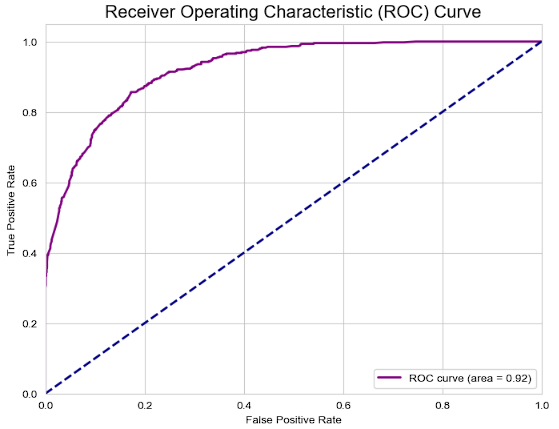 Receiver Operating Characteristic (ROC) Curve
1.0
0.8
0.6
0.4
0.2
0.0
True Positive Rate
ROC curve (area = 0.92)
0.0 0.2 0.4 0.6 0.8 1.0
False Positive Rate